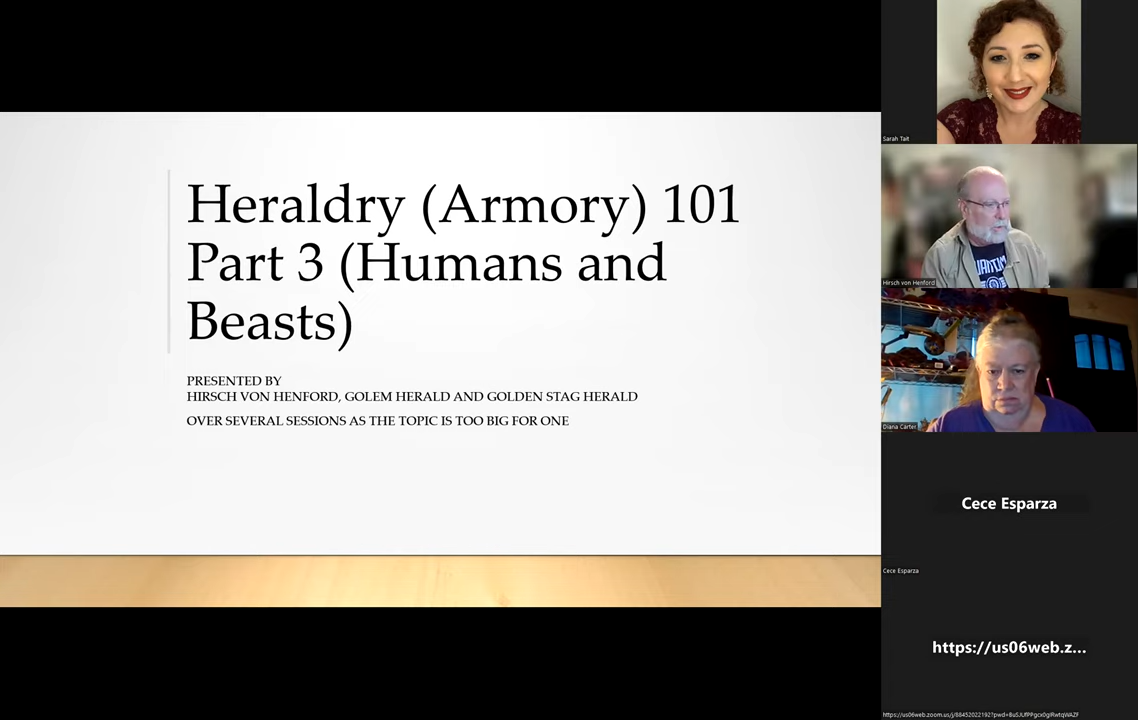 Heraldry (Armory) 101
Part 3 (Humans and
Beasts)
PRESENTED BY
HIRSCH VON HENFORD, GOLEM HERALD AND GOLDEN STAG HERALD
OVER SEVERAL SESSIONS AS THE TOPIC IS TOO BIG FOR ONE
Sarah Tait
Hirsch von Henford
Diana Carter
Cece Esparza
Cece Esparza
https://us06web.z...